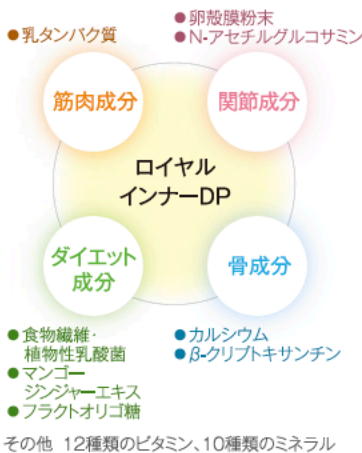 ●乳タンパク質
●卵殻膜粉末
●N-アセチルグルコサミン
筋肉成分
関節成分
ロイヤル
インナーDP
ダイエット
成分
骨成分
●食物繊維・
植物性乳酸菌
●マンゴー
ジンジャーエキス
●フラクトオリゴ糖
●カルシウム
●β-クリプトキサンチン
その他 12種類のビタミン、10種類のミネラル